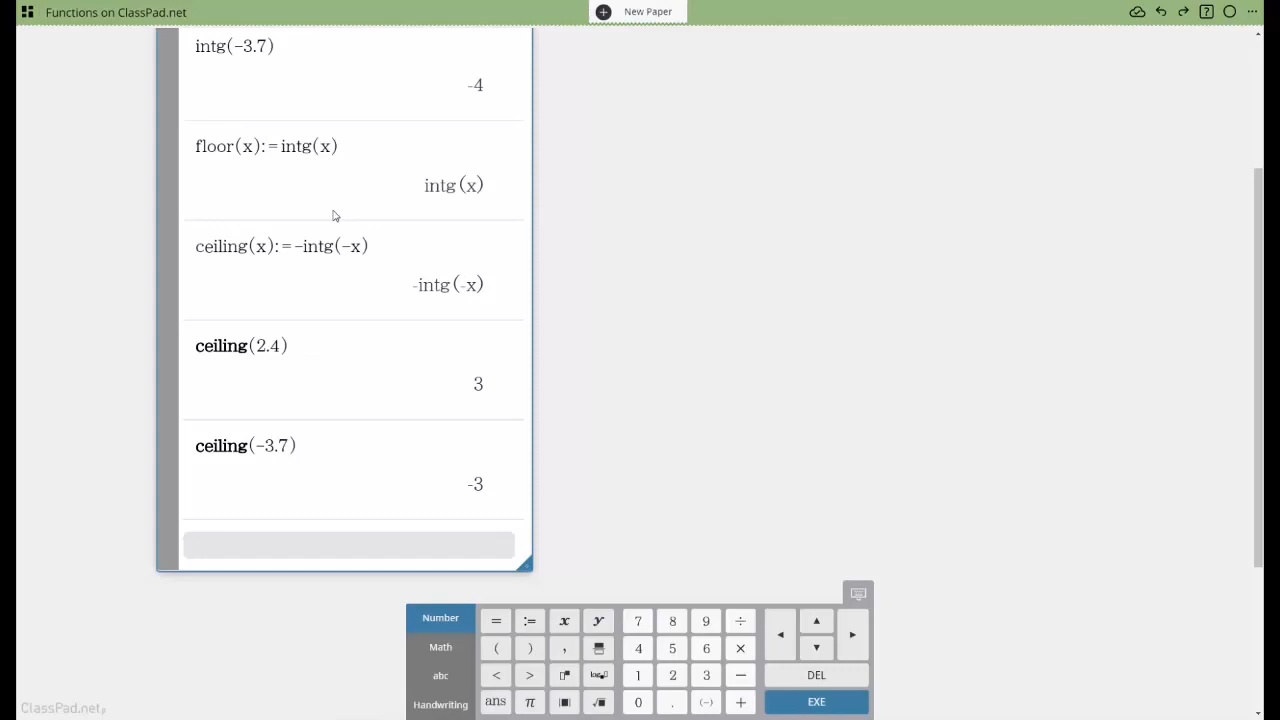 Functions on ClassPad.net
New Paper
intg(−3.7)
-4
floor(x):=intg(x)
intg(x)
ceiling(x):=−intg(−x)
-intg(-x)
ceiling(2.4)
3
ceiling(−3.7)
-3
Number = := x y 7 8 9 ÷
Math ( ) , 4 5 6 ×
abc < > log 1 2 3 − DEL
Handwriting ans π 0 . (−) + EXE
ClassPad.net